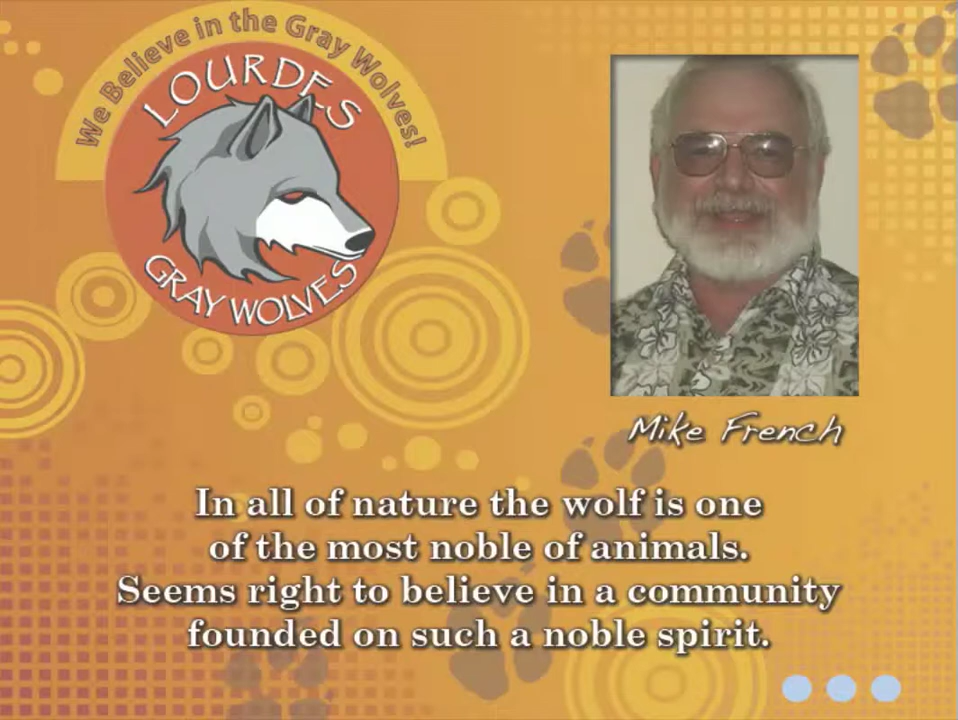 We Believe in the Gray Wolves!
LOURDES
GRAY WOLVES
Mike French
In all of nature the wolf is one
of the most noble of animals.
Seems right to believe in a community
founded on such a noble spirit.